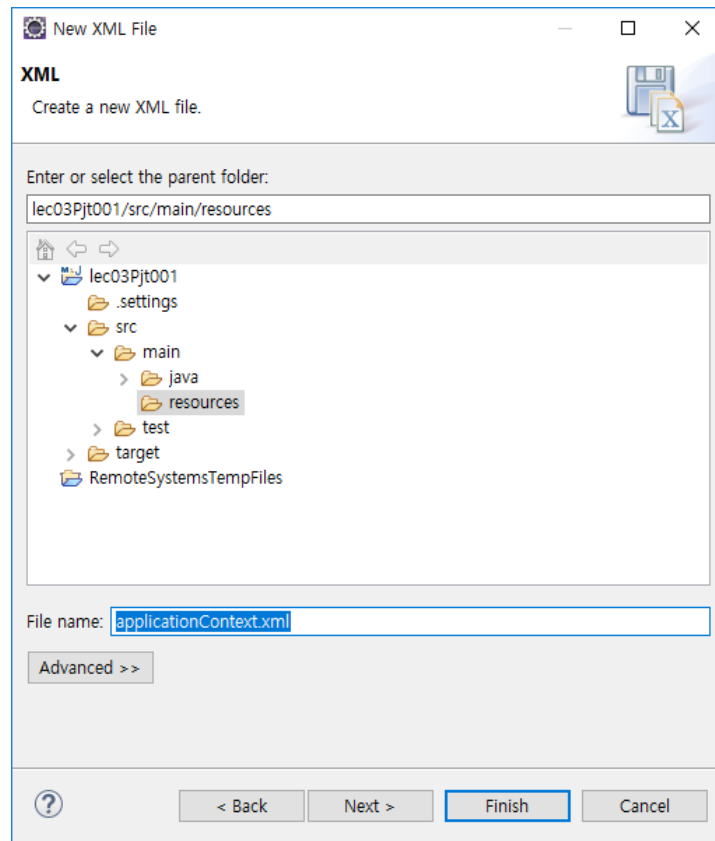 New XML File
XML
Create a new XML file.
Enter or select the parent folder:
lec03Pjt001/src/main/resources
lec03Pjt001
.settings
src
main
java
resources
test
target
RemoteSystemsTempFiles
File name: applicationContext.xml
Advanced >>
< Back Next > Finish Cancel